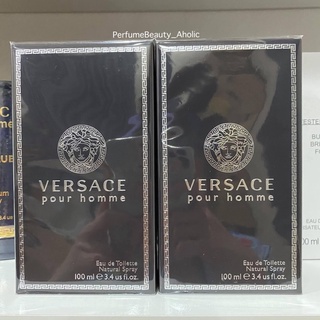 PerfumeBeauty_Aholic
VERSACE
pour homme
Eau de Toilette
Natural Spray
100 ml e 3.4 us fl.oz.
VERSACE
pour homme
Eau de Toilette
Natural Spray
100 ml e 3.4 us fl.oz.